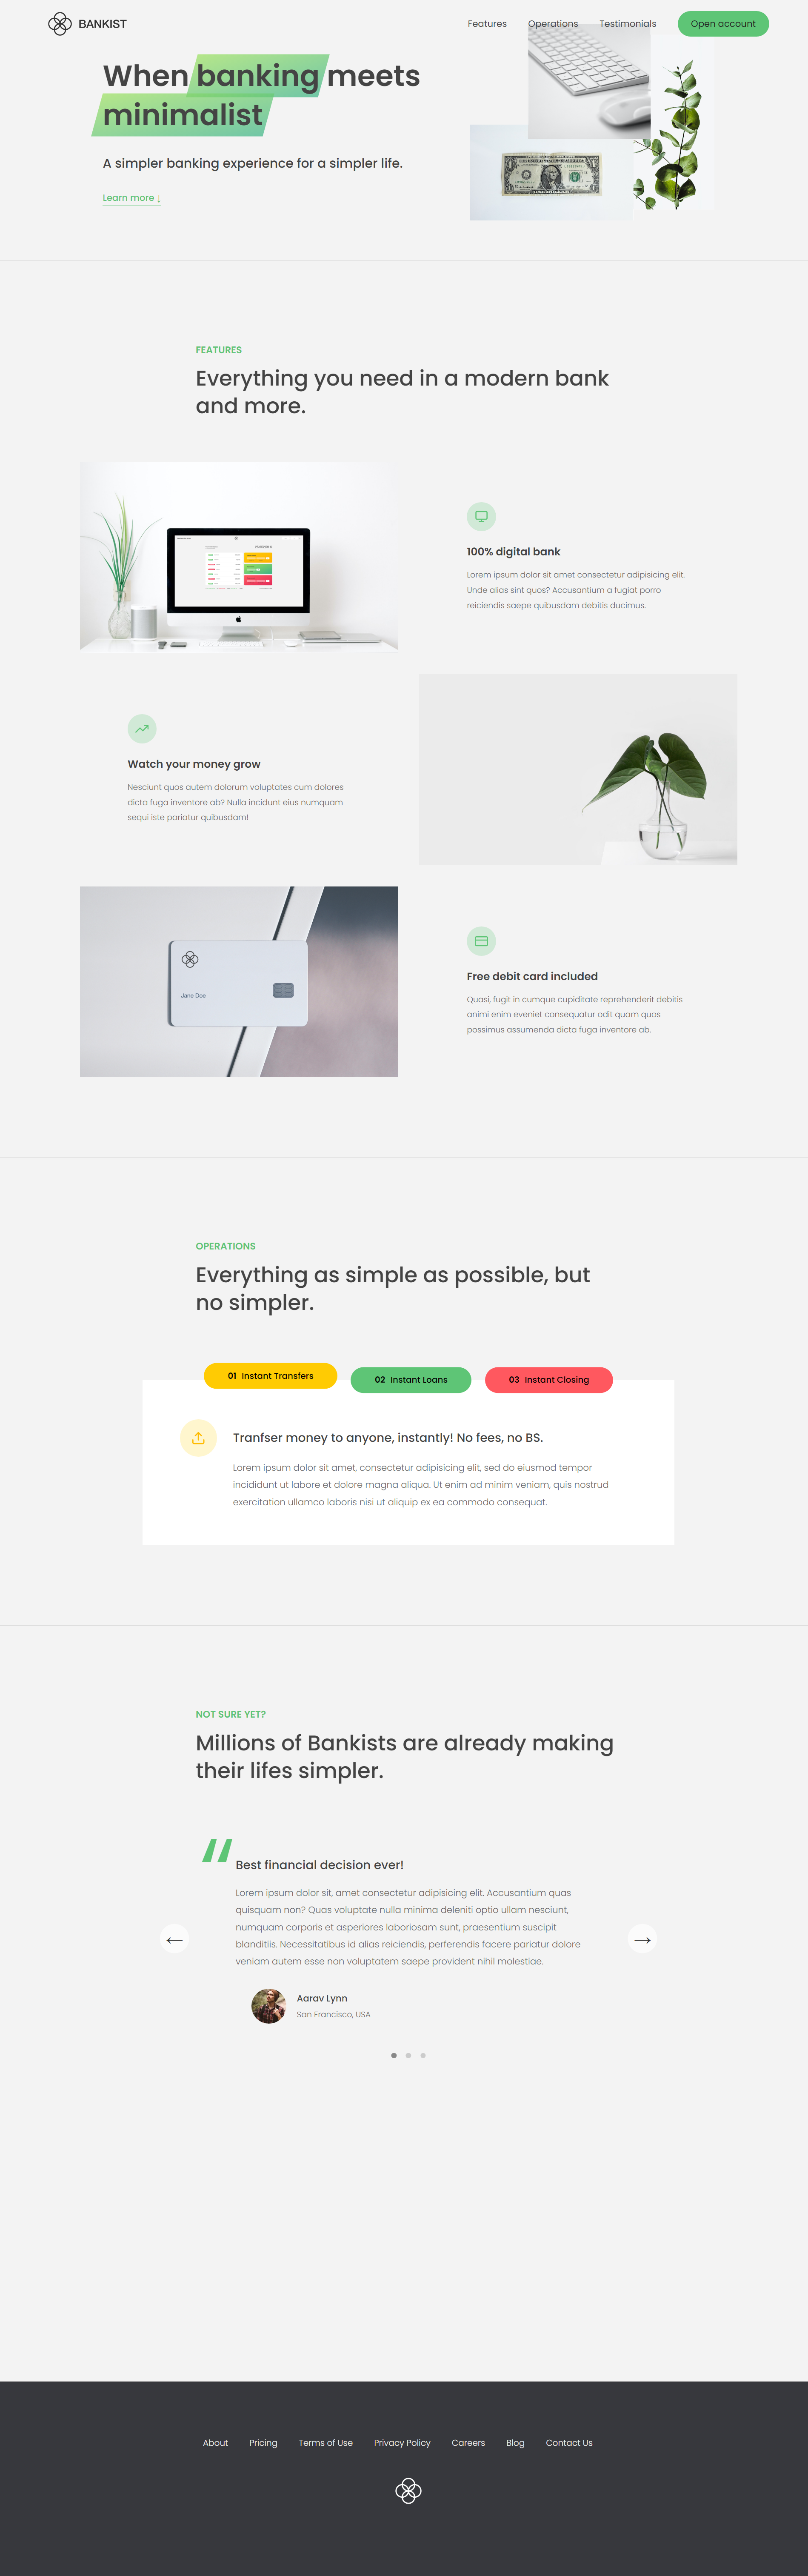 BANKIST
Features
Operations
Testimonials
Open account
When banking meets
minimalist
A simpler banking experience for a simpler life.
Learn more ↓
ONE DOLLAR
FEATURES
Everything you need in a modern bank
and more.
100% digital bank
Lorem ipsum dolor sit amet consectetur adipisicing elit.
Unde alias sint quos? Accusantium a fugiat porro
reiciendis saepe quibusdam debitis ducimus.
Watch your money grow
Nesciunt quos autem dolorum voluptates cum dolores
dicta fuga inventore ab? Nulla incidunt eius numquam
sequi iste pariatur quibusdam!
Jane Doe
Free debit card included
Quasi, fugit in cumque cupiditate reprehenderit debitis
animi enim eveniet consequatur odit quam quos
possimus assumenda dicta fuga inventore ab.
OPERATIONS
Everything as simple as possible, but
no simpler.
01 Instant Transfers
02 Instant Loans
03 Instant Closing
Tranfser money to anyone, instantly! No fees, no BS.
Lorem ipsum dolor sit amet, consectetur adipisicing elit, sed do eiusmod tempor
incididunt ut labore et dolore magna aliqua. Ut enim ad minim veniam, quis nostrud
exercitation ullamco laboris nisi ut aliquip ex ea commodo consequat.
NOT SURE YET?
Millions of Bankists are already making
their lifes simpler.
“
Best financial decision ever!
Lorem ipsum dolor sit, amet consectetur adipisicing elit. Accusantium quas
quisquam non? Quas voluptate nulla minima deleniti optio ullam nesciunt,
numquam corporis et asperiores laboriosam sunt, praesentium suscipit
blanditiis. Necessitatibus id alias reiciendis, perferendis facere pariatur dolore
veniam autem esse non voluptatem saepe provident nihil molestiae.
←
→
Aarav Lynn
San Francisco, USA
About
Pricing
Terms of Use
Privacy Policy
Careers
Blog
Contact Us